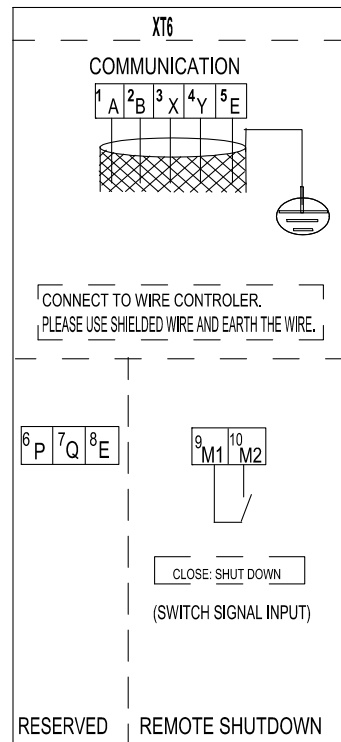 XT6
COMMUNICATION
1 A 2 B 3 X 4 Y 5 E
CONNECT TO WIRE CONTROLER.
PLEASE USE SHIELDED WIRE AND EARTH THE WIRE.
6 P 7 Q 8 E
9 M1 10 M2
CLOSE: SHUT DOWN
(SWITCH SIGNAL INPUT)
RESERVED
REMOTE SHUTDOWN